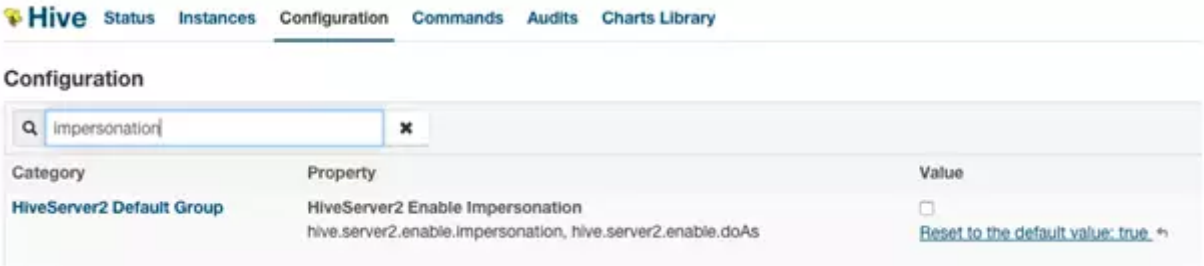 Hive Status Instances Configuration Commands Audits Charts Library
Configuration
impersonation
Category Property Value
HiveServer2 Default Group HiveServer2 Enable Impersonation
hive.server2.enable.impersonation, hive.server2.enable.doAs Reset to the default value: true